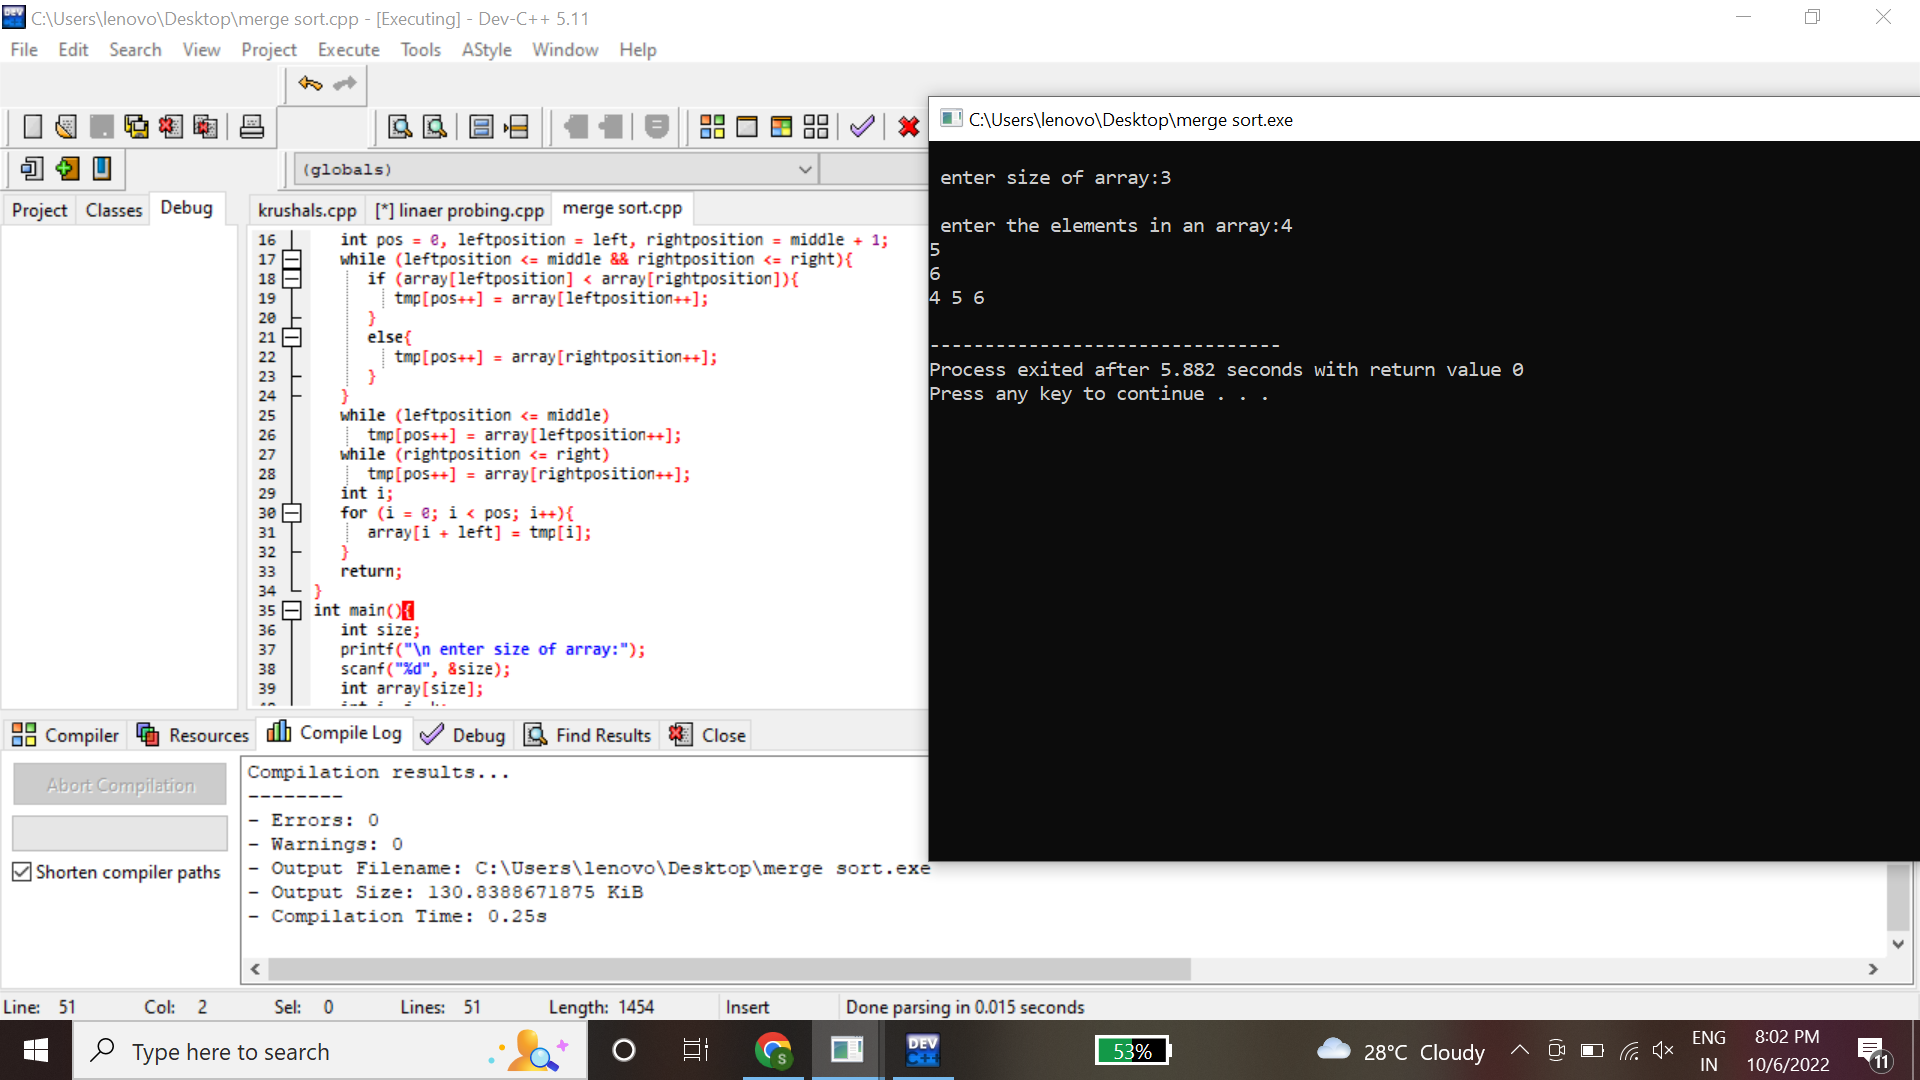 C:\Users\lenovo\Desktop\merge sort.cpp - [Executing] - Dev-C++ 5.11
File Edit Search View Project Execute Tools AStyle Window Help
(globals)
Project Classes Debug
krushals.cpp [*] linaer probing.cpp merge sort.cpp
16 int pos = 0, leftposition = left, rightposition = middle + 1;
17 while (leftposition <= middle && rightposition <= right){
18 if (array[leftposition] < array[rightposition]){
19 tmp[pos++] = array[leftposition++];
20 }
21 else{
22 tmp[pos++] = array[rightposition++];
23 }
24 }
25 while (leftposition <= middle)
26 tmp[pos++] = array[leftposition++];
27 while (rightposition <= right)
28 tmp[pos++] = array[rightposition++];
29 int i;
30 for (i = 0; i < pos; i++){
31 array[i + left] = tmp[i];
32 }
33 return;
34 }
35 int main(){
36 int size;
37 printf("\n enter size of array:");
38 scanf("%d", &size);
39 int array[size];
C:\Users\lenovo\Desktop\merge sort.exe
enter size of array:3
enter the elements in an array:4
5
6
4 5 6
--------------------------------
Process exited after 5.882 seconds with return value 0
Press any key to continue . . .
Compiler Resources Compile Log Debug Find Results Close
Abort Compilation
Shorten compiler paths
Compilation results...
--------
- Errors: 0
- Warnings: 0
- Output Filename: C:\Users\lenovo\Desktop\merge sort.exe
- Output Size: 130.8388671875 KiB
- Compilation Time: 0.25s
Line: 51 Col: 2 Sel: 0 Lines: 51 Length: 1454 Insert Done parsing in 0.015 seconds
Type here to search
S
DEV C++
53%
28°C Cloudy
ENG
IN
8:02 PM
10/6/2022
11